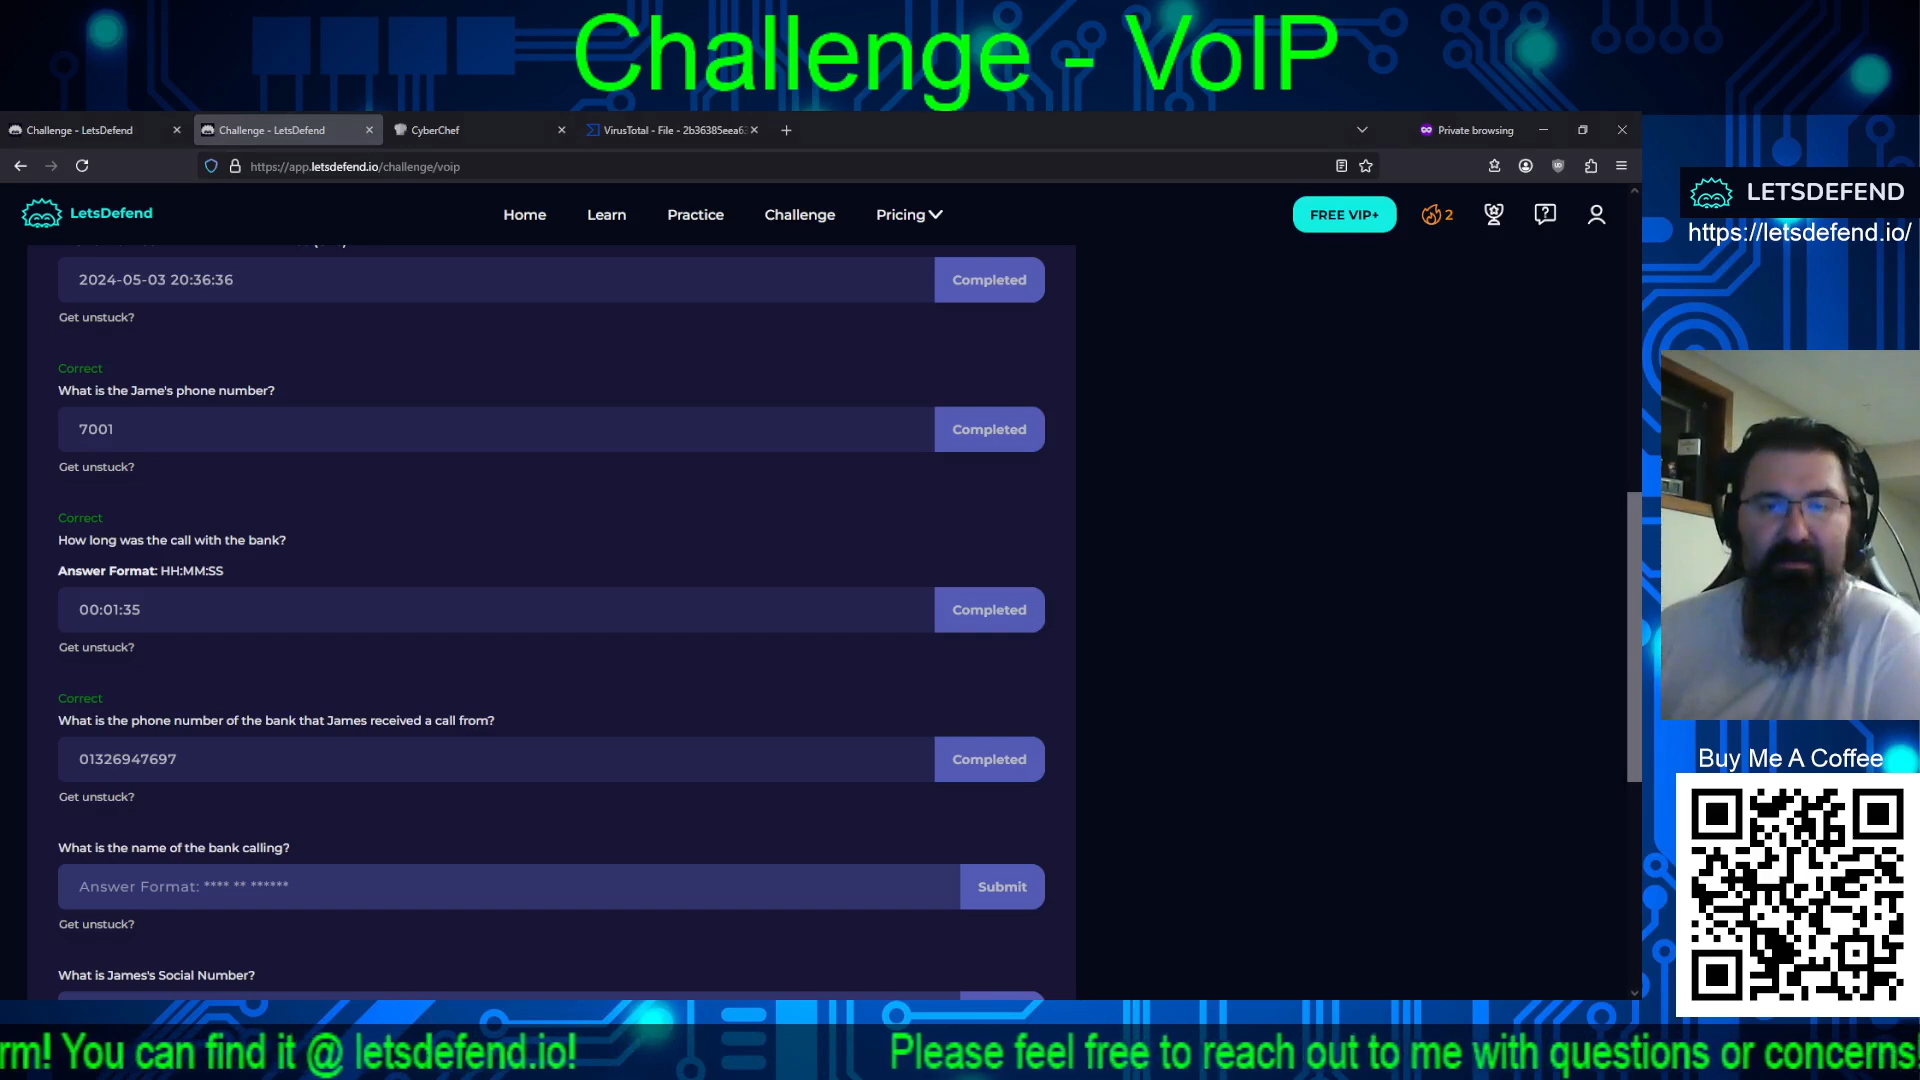 Challenge - VoIP
Challenge - LetsDefend
Challenge - LetsDefend
CyberChef
VirusTotal - File - 2b36385eea6
Private browsing
https://app.letsdefend.io/challenge/voip
LetsDefend
Home
Learn
Practice
Challenge
Pricing
FREE VIP+
2
LETSDEFEND
https://letsdefend.io/
2024-05-03 20:36:36
Completed
Get unstuck?
Correct
What is the Jame's phone number?
7001
Completed
Get unstuck?
Correct
How long was the call with the bank?
Answer Format: HH:MM:SS
00:01:35
Completed
Get unstuck?
Correct
What is the phone number of the bank that James received a call from?
01326947697
Completed
Get unstuck?
What is the name of the bank calling?
Answer Format: **** ** ******
Submit
Get unstuck?
What is James's Social Number?
Buy Me A Coffee
rm! You can find it @ letsdefend.io!
Please feel free to reach out to me with questions or concerns!